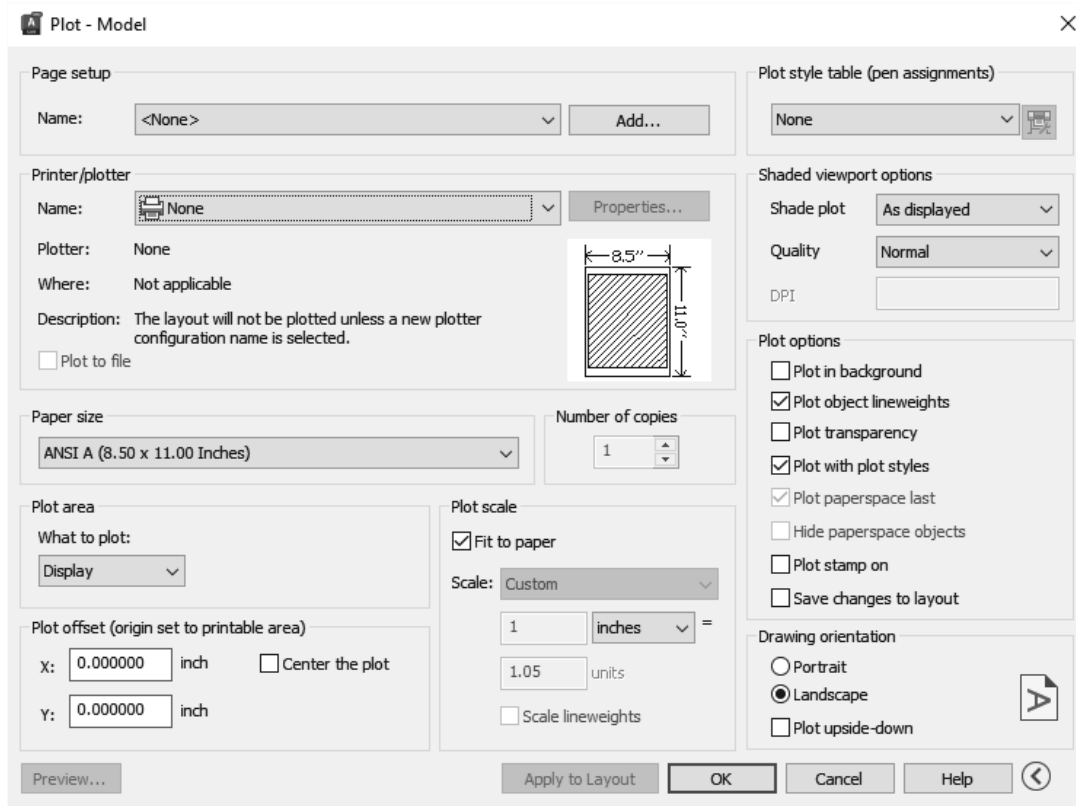 Plot - Model
Page setup
Name: <None> Add...
Printer/plotter
Name: None Properties...
Plotter: None
Where: Not applicable
Description: The layout will not be plotted unless a new plotter
configuration name is selected.
Plot to file
8.5″
11.0″
Paper size
ANSI A (8.50 x 11.00 Inches)
Number of copies
1
Plot area
What to plot:
Display
Plot offset (origin set to printable area)
X: 0.000000 inch Center the plot
Y: 0.000000 inch
Plot scale
Fit to paper
Scale: Custom
1 inches =
1.05 units
Scale lineweights
Plot style table (pen assignments)
None
Shaded viewport options
Shade plot As displayed
Quality Normal
DPI
Plot options
Plot in background
Plot object lineweights
Plot transparency
Plot with plot styles
Plot paperspace last
Hide paperspace objects
Plot stamp on
Save changes to layout
Drawing orientation
Portrait
Landscape
Plot upside-down
A
Preview... Apply to Layout OK Cancel Help